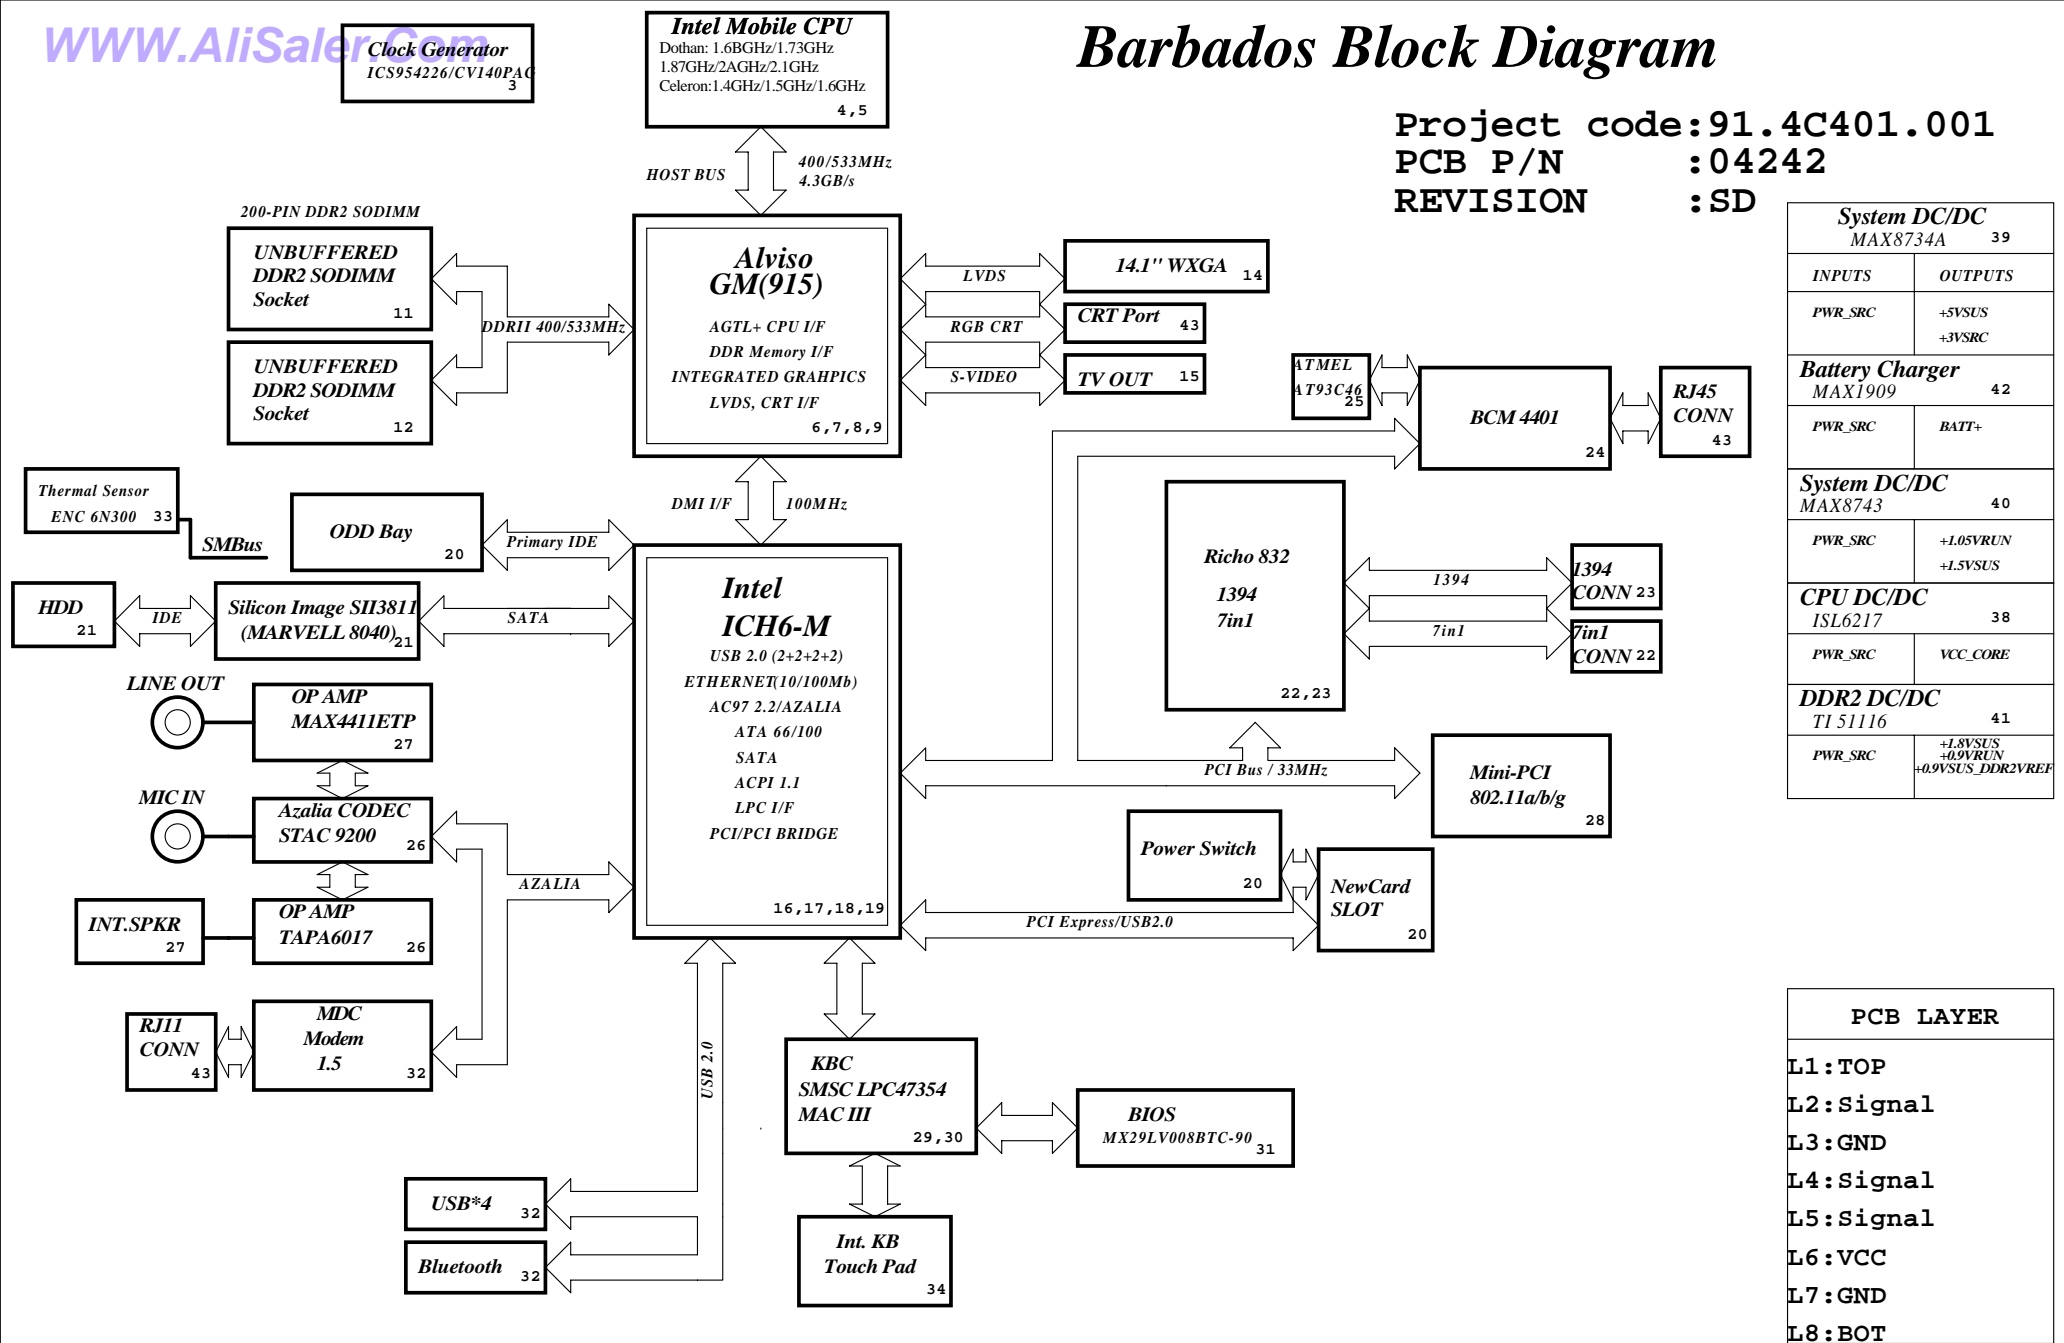 WWW.AliSaler.Com
Clock Generator
ICS954226/CV140PAG
3
Intel Mobile CPU
Dothan: 1.6BGHz/1.73GHz
1.87GHz/2AGHz/2.1GHz
Celeron:1.4GHz/1.5GHz/1.6GHz
4,5
Barbados Block Diagram
Project code:91.4C401.001
PCB P/N :04242
REVISION :SD
HOST BUS
400/533MHz
4.3GB/s
200-PIN DDR2 SODIMM
UNBUFFERED
DDR2 SODIMM
Socket
11
UNBUFFERED
DDR2 SODIMM
Socket
12
DDRII 400/533MHz
Alviso
GM(915)
AGTL+ CPU I/F
DDR Memory I/F
INTEGRATED GRAHPICS
LVDS, CRT I/F
6,7,8,9
LVDS
RGB CRT
S-VIDEO
14.1" WXGA
14
CRT Port
43
TV OUT
15
ATMEL
AT93C46
25
BCM 4401
24
RJ45
CONN
43
Thermal Sensor
ENC 6N300
33
SMBus
ODD Bay
20
Primary IDE
DMI I/F
100MHz
HDD
21
IDE
Silicon Image SII3811
(MARVELL 8040)
21
SATA
Intel
ICH6-M
USB 2.0 (2+2+2+2)
ETHERNET(10/100Mb)
AC97 2.2/AZALIA
ATA 66/100
SATA
ACPI 1.1
LPC I/F
PCI/PCI BRIDGE
16,17,18,19
Richo 832
1394
7in1
22,23
1394
7in1
1394
CONN
23
7in1
CONN
22
LINE OUT
OP AMP
MAX4411ETP
27
MIC IN
Azalia CODEC
STAC 9200
26
AZALIA
INT.SPKR
27
OP AMP
TAPA6017
26
RJ11
CONN
43
MDC
Modem
1.5
32
PCI Bus / 33MHz
Mini-PCI
802.11a/b/g
28
Power Switch
20
NewCard
SLOT
20
PCI Express/USB2.0
USB 2.0
KBC
SMSC LPC47354
MAC III
29,30
BIOS
MX29LV008BTC-90
31
USB*4
32
Bluetooth
32
Int. KB
Touch Pad
34
System DC/DC
MAX8734A
39
INPUTS OUTPUTS
PWR_SRC +5VSUS
+3VSRC
Battery Charger
MAX1909
42
PWR_SRC BATT+
System DC/DC
MAX8743
40
PWR_SRC +1.05VRUN
+1.5VSUS
CPU DC/DC
ISL6217
38
PWR_SRC VCC_CORE
DDR2 DC/DC
TI 51116
41
+1.8VSUS
PWR_SRC +0.9VRUN
+0.9VSUS_DDR2VREF
PCB LAYER
L1:TOP
L2:Signal
L3:GND
L4:Signal
L5:Signal
L6:VCC
L7:GND
L8:BOT